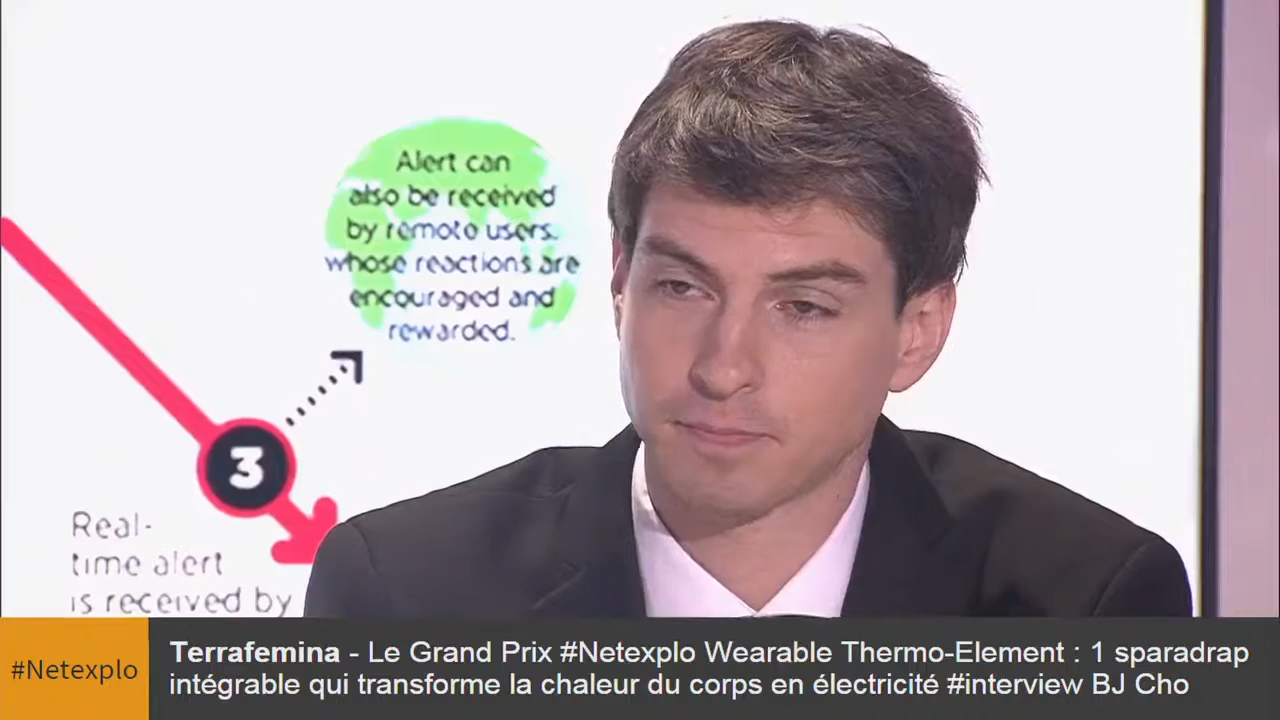 Alert can
also be received
by remote users.
whose reactions are
encouraged and
rewarded.
3
Real-
time alert
is received by
#Netexplo
Terrafemina - Le Grand Prix #Netexplo Wearable Thermo-Element : 1 sparadrap
intégrable qui transforme la chaleur du corps en électricité #interview BJ Cho